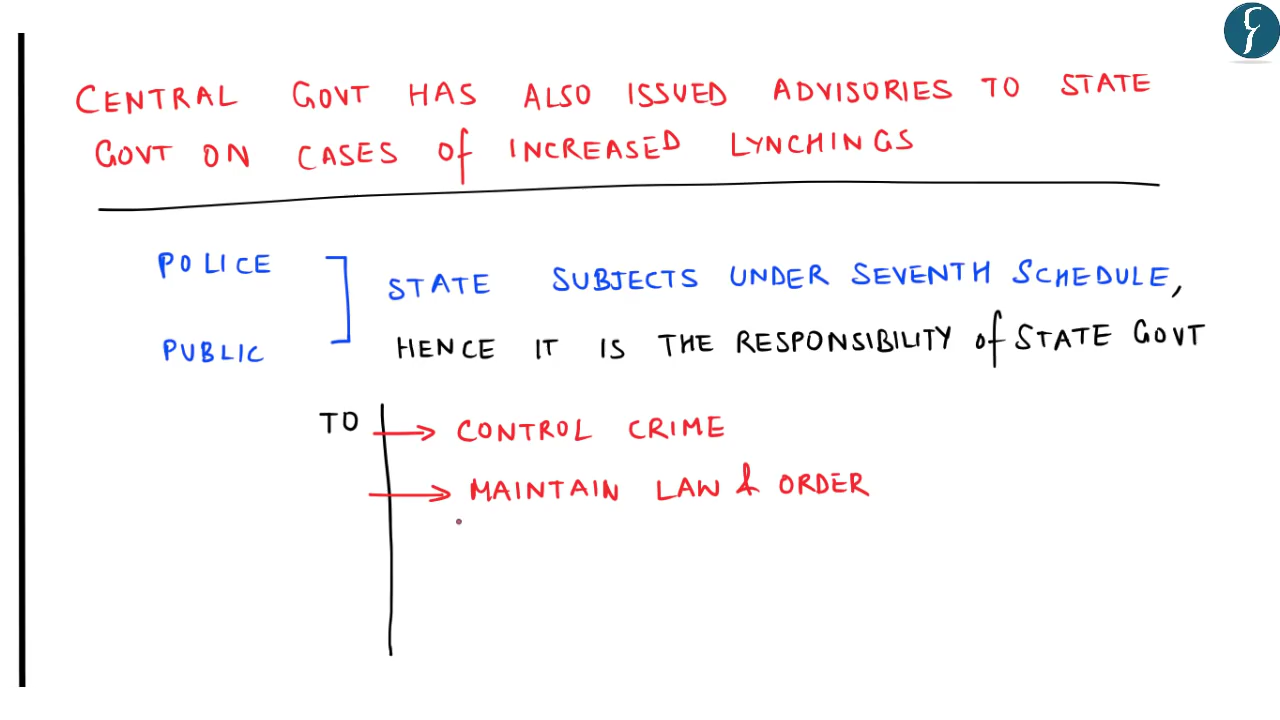 CENTRAL GOVT HAS ALSO ISSUED ADVISORIES TO STATE
GOVT ON CASES Of INCREASED LYNCHINGS
POLICE
STATE SUBJECTS UNDER SEVENTH SCHEDULE,
PUBLIC
HENCE IT IS THE RESPONSIBILITY Of STATE GOVT
TO
CONTROL CRIME
MAINTAIN LAW & ORDER